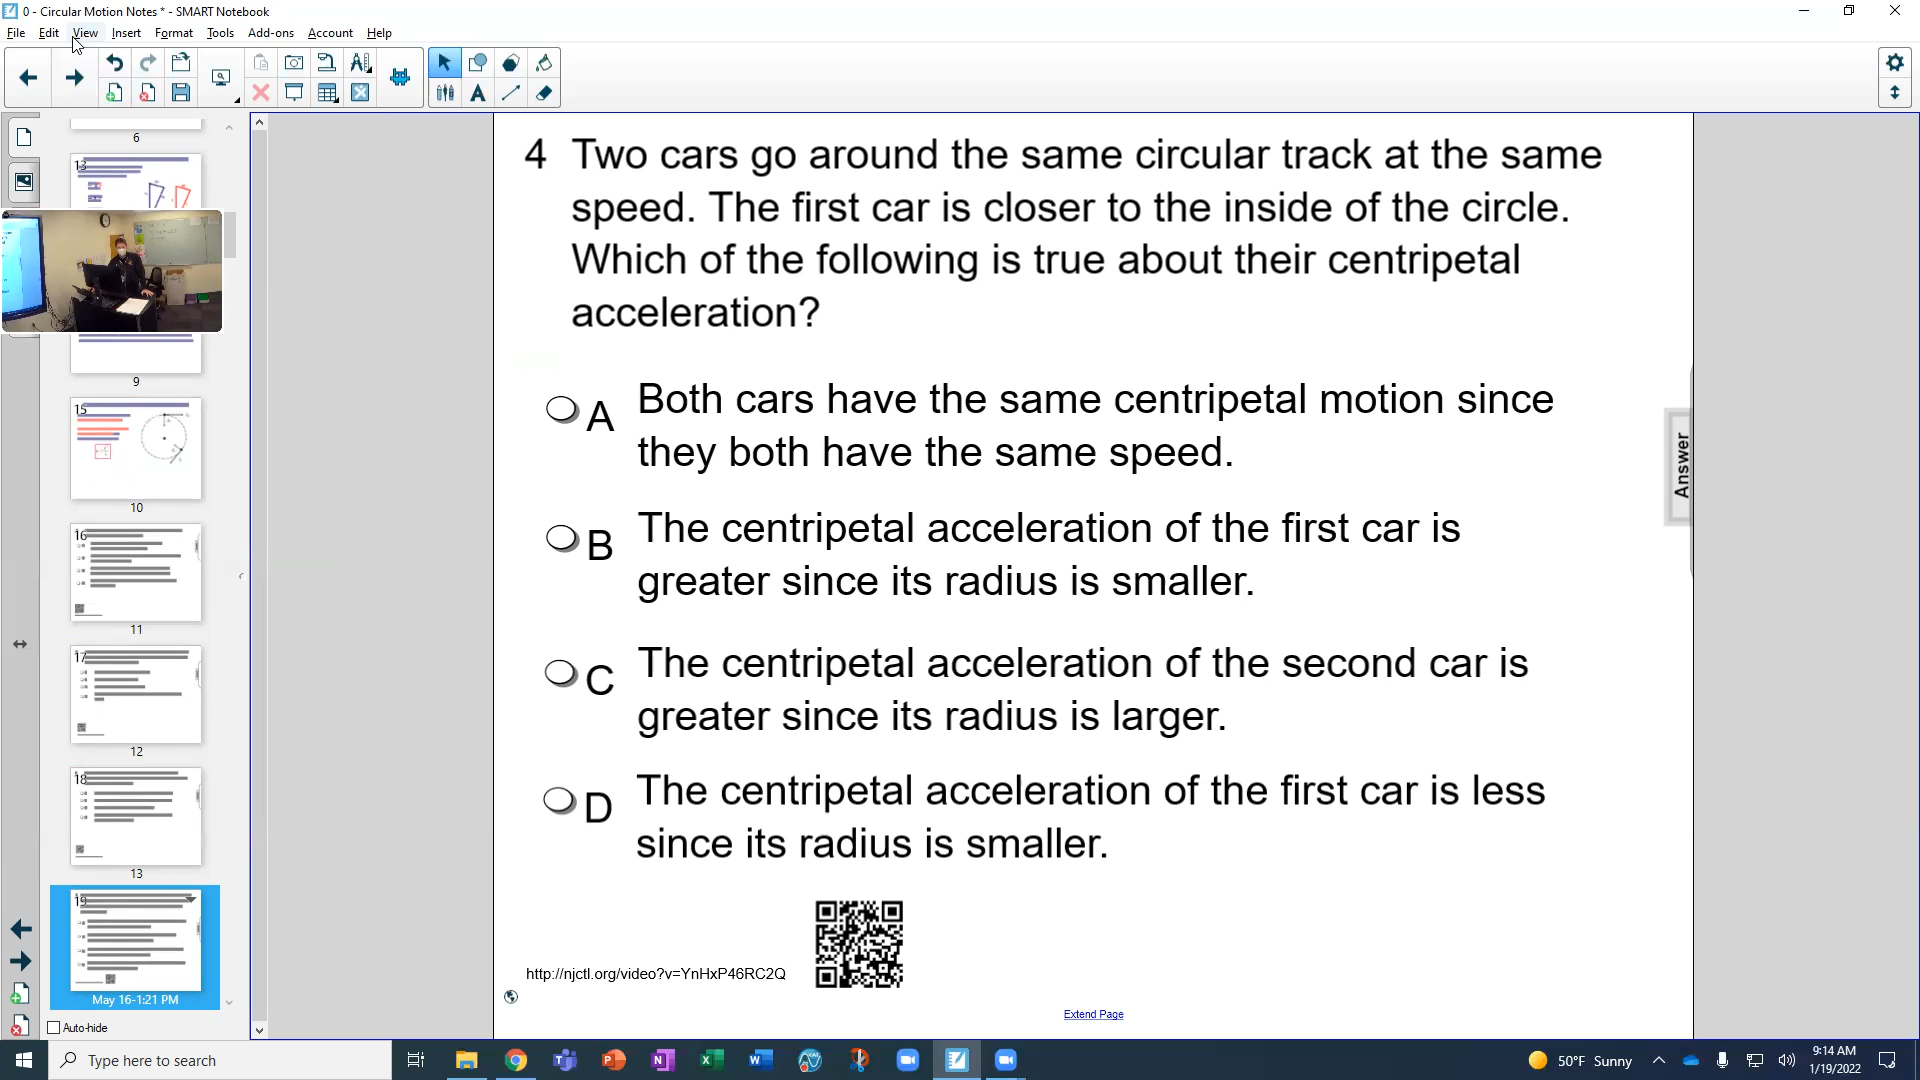 0 - Circular Motion Notes * - SMART Notebook
File Edit View Insert Format Tools Add-ons Account Help
6
13
9
15
10
16
11
17
12
18
13
19
May 16-1:21 PM
Auto-hide
4 Two cars go around the same circular track at the same
speed. The first car is closer to the inside of the circle.
Which of the following is true about their centripetal
acceleration?
A Both cars have the same centripetal motion since
they both have the same speed.
B The centripetal acceleration of the first car is
greater since its radius is smaller.
C The centripetal acceleration of the second car is
greater since its radius is larger.
D The centripetal acceleration of the first car is less
since its radius is smaller.
Answer
http://njctl.org/video?v=YnHxP46RC2Q
Extend Page
Type here to search
50°F Sunny
9:14 AM
1/19/2022